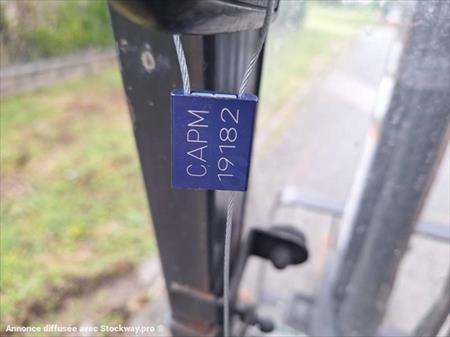 CAPM
19182
Annonce diffusée avec Stockway.pro ®